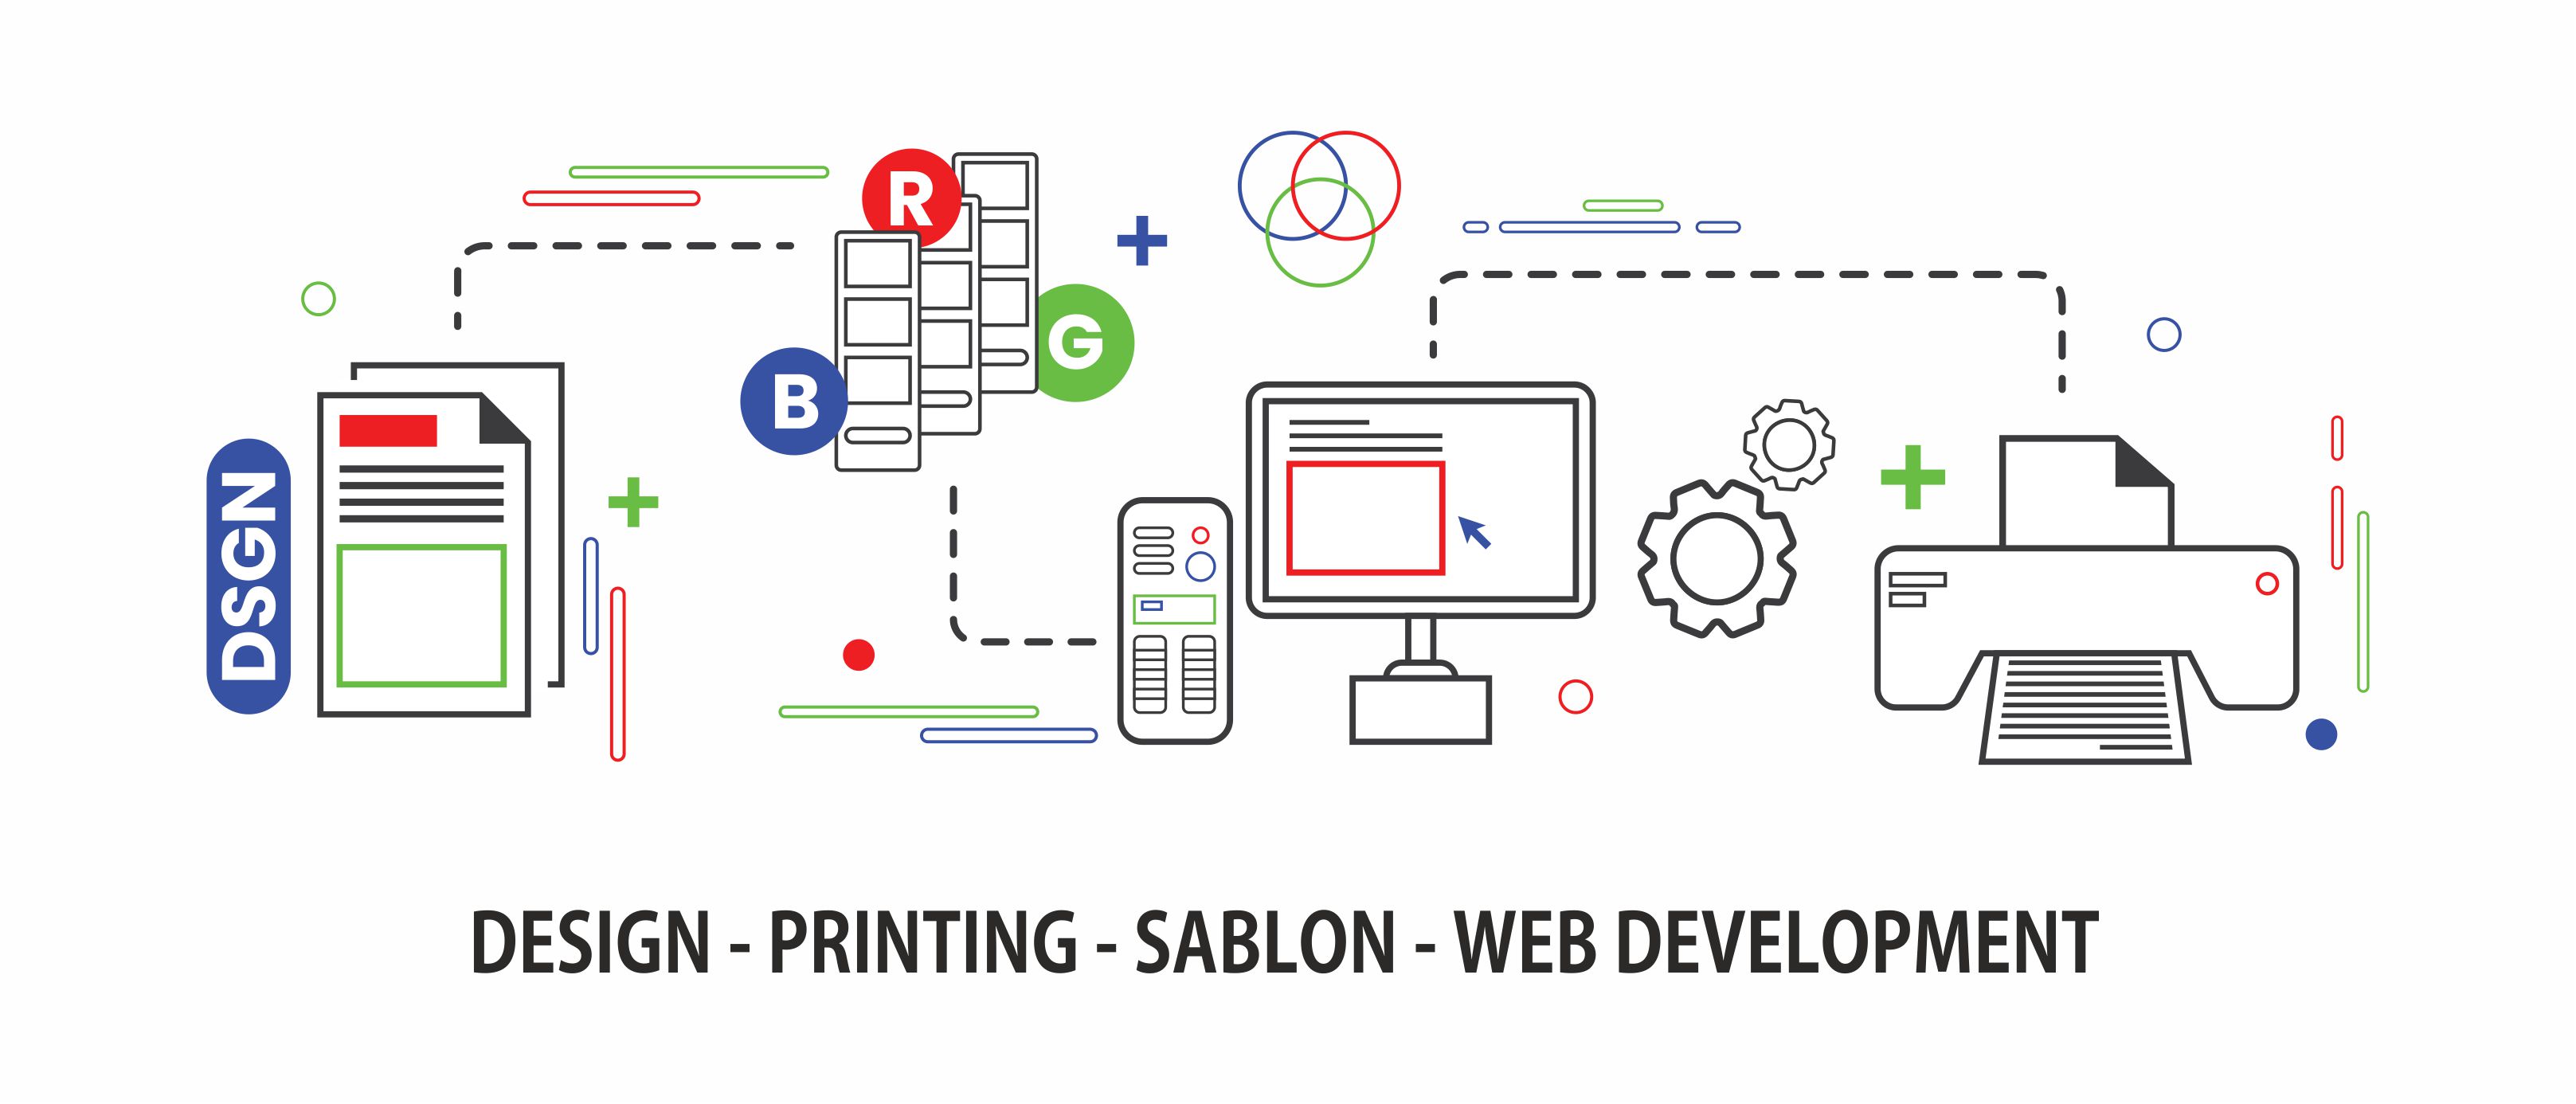 DSGN
R
G
B
DESIGN - PRINTING - SABLON - WEB DEVELOPMENT